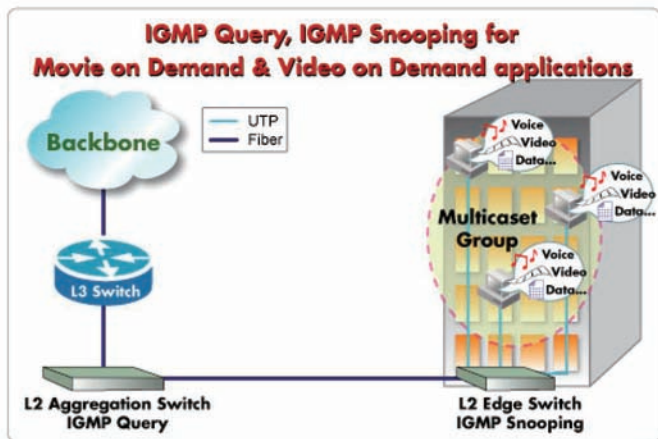 IGMP Query, IGMP Snooping for
Movie on Demand & Video on Demand applications
Backbone
UTP
Fiber
L3 Switch
Voice
Video
Data...
Voice
Video
Data...
Multicaset
Group
Voice
Video
Data...
L2 Aggregation Switch
IGMP Query
L2 Edge Switch
IGMP Snooping